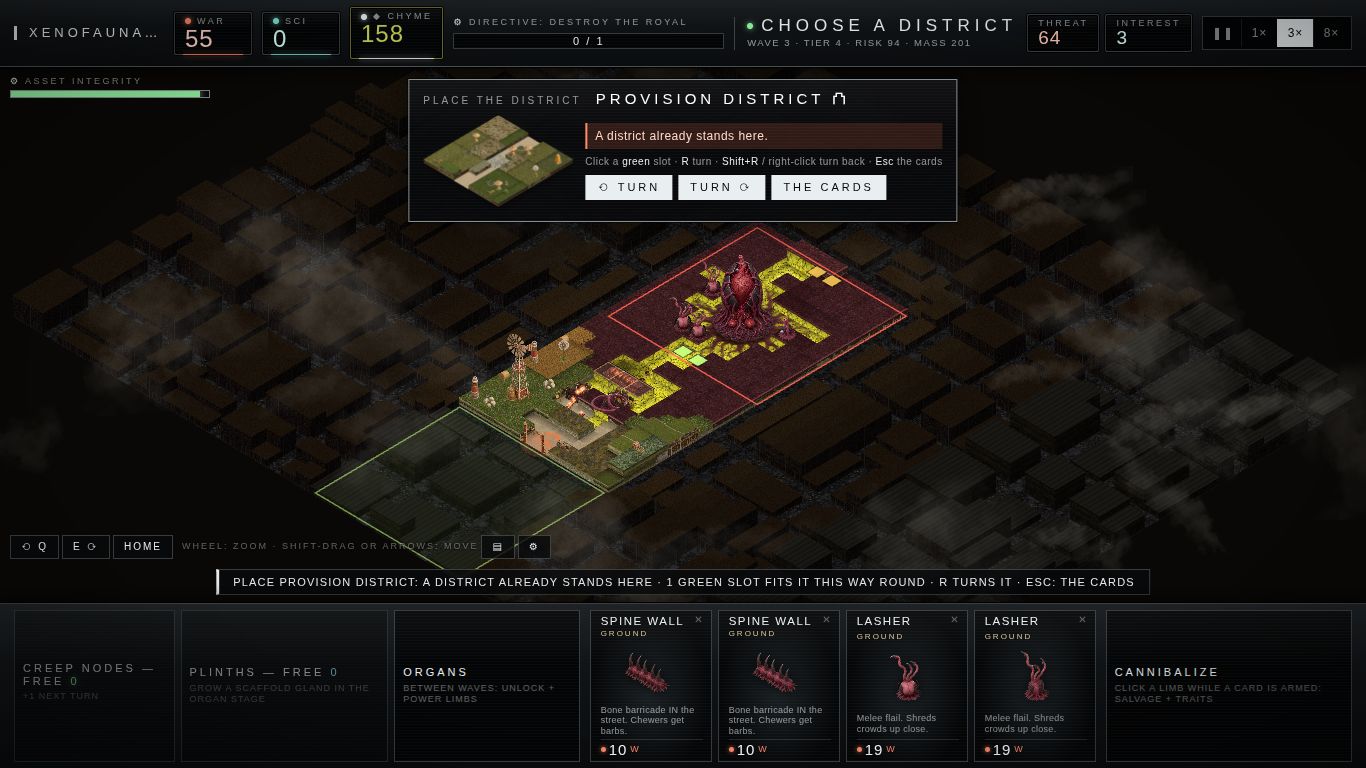 XENOFAUNA…
WAR
55
SCI
0
◆ CHYME
158
⚙ DIRECTIVE: DESTROY THE ROYAL
0 / 1
CHOOSE A DISTRICT
WAVE 3 · TIER 4 · RISK 94 · MASS 201
THREAT
64
INTEREST
3
❚❚ 1× 3× 8×
⚙ ASSET INTEGRITY
PLACE THE DISTRICT PROVISION DISTRICT
A district already stands here.
Click a green slot · R turn · Shift+R / right-click turn back · Esc the cards
⟲ TURN
TURN ⟳
THE CARDS
⟲ Q
E ⟳
HOME
WHEEL: ZOOM · SHIFT-DRAG OR ARROWS: MOVE
PLACE PROVISION DISTRICT: A DISTRICT ALREADY STANDS HERE · 1 GREEN SLOT FITS IT THIS WAY ROUND · R TURNS IT · ESC: THE CARDS
CREEP NODES —
FREE 0
+1 NEXT TURN
PLINTHS — FREE 0
GROW A SCAFFOLD GLAND IN THE
ORGAN STAGE
ORGANS
BETWEEN WAVES: UNLOCK +
POWER LIMBS
SPINE WALL ✕
GROUND
Bone barricade IN the
street. Chewers get
barbs.
10 W
SPINE WALL ✕
GROUND
Bone barricade IN the
street. Chewers get
barbs.
10 W
LASHER ✕
GROUND
Melee flail. Shreds
crowds up close.
19 W
LASHER ✕
GROUND
Melee flail. Shreds
crowds up close.
19 W
CANNIBALIZE
CLICK A LIMB WHILE A CARD IS ARMED:
SALVAGE + TRAITS